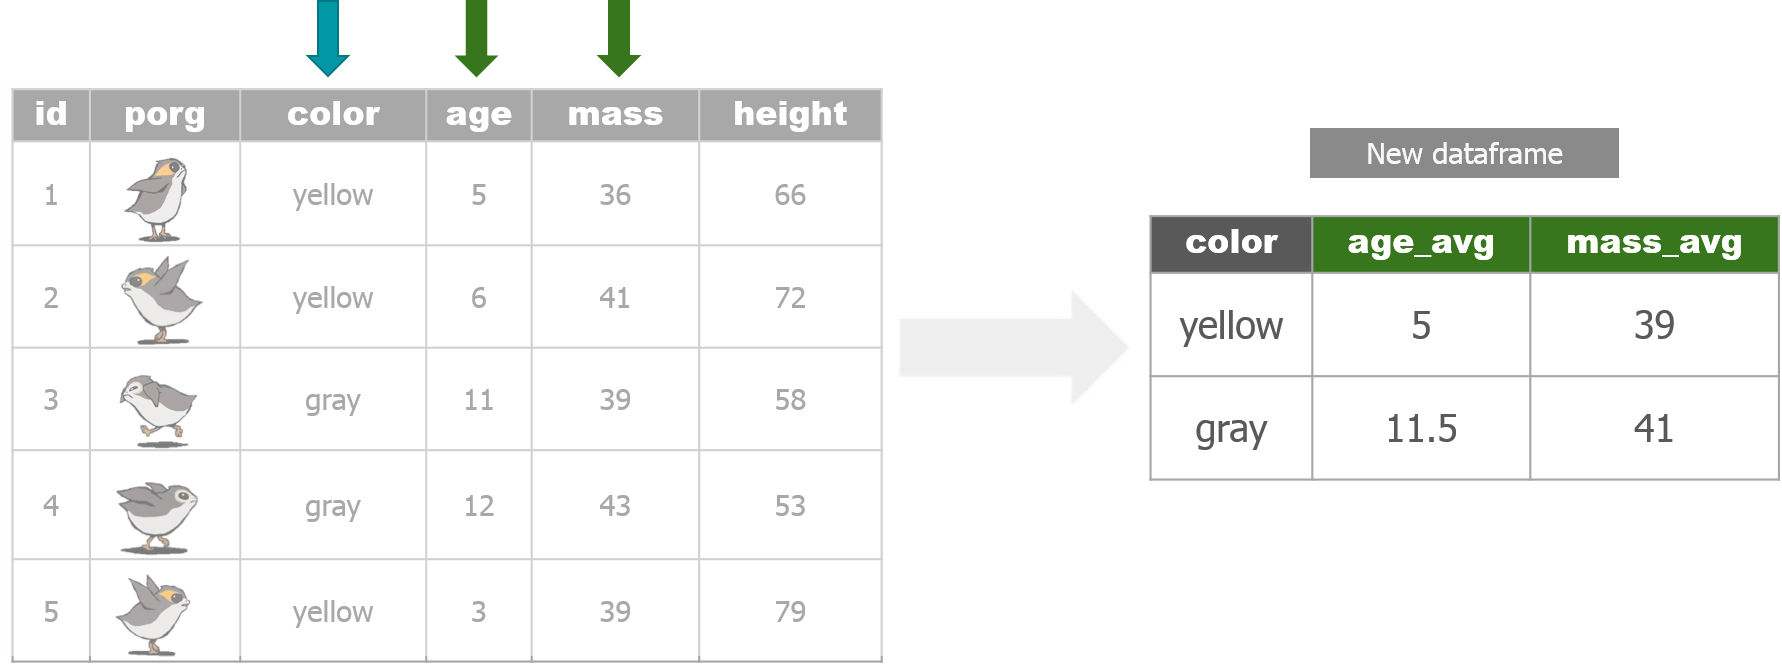 id porg color age mass height
1 yellow 5 36 66
2 yellow 6 41 72
3 gray 11 39 58
4 gray 12 43 53
5 yellow 3 39 79
New dataframe
color age_avg mass_avg
yellow 5 39
gray 11.5 41